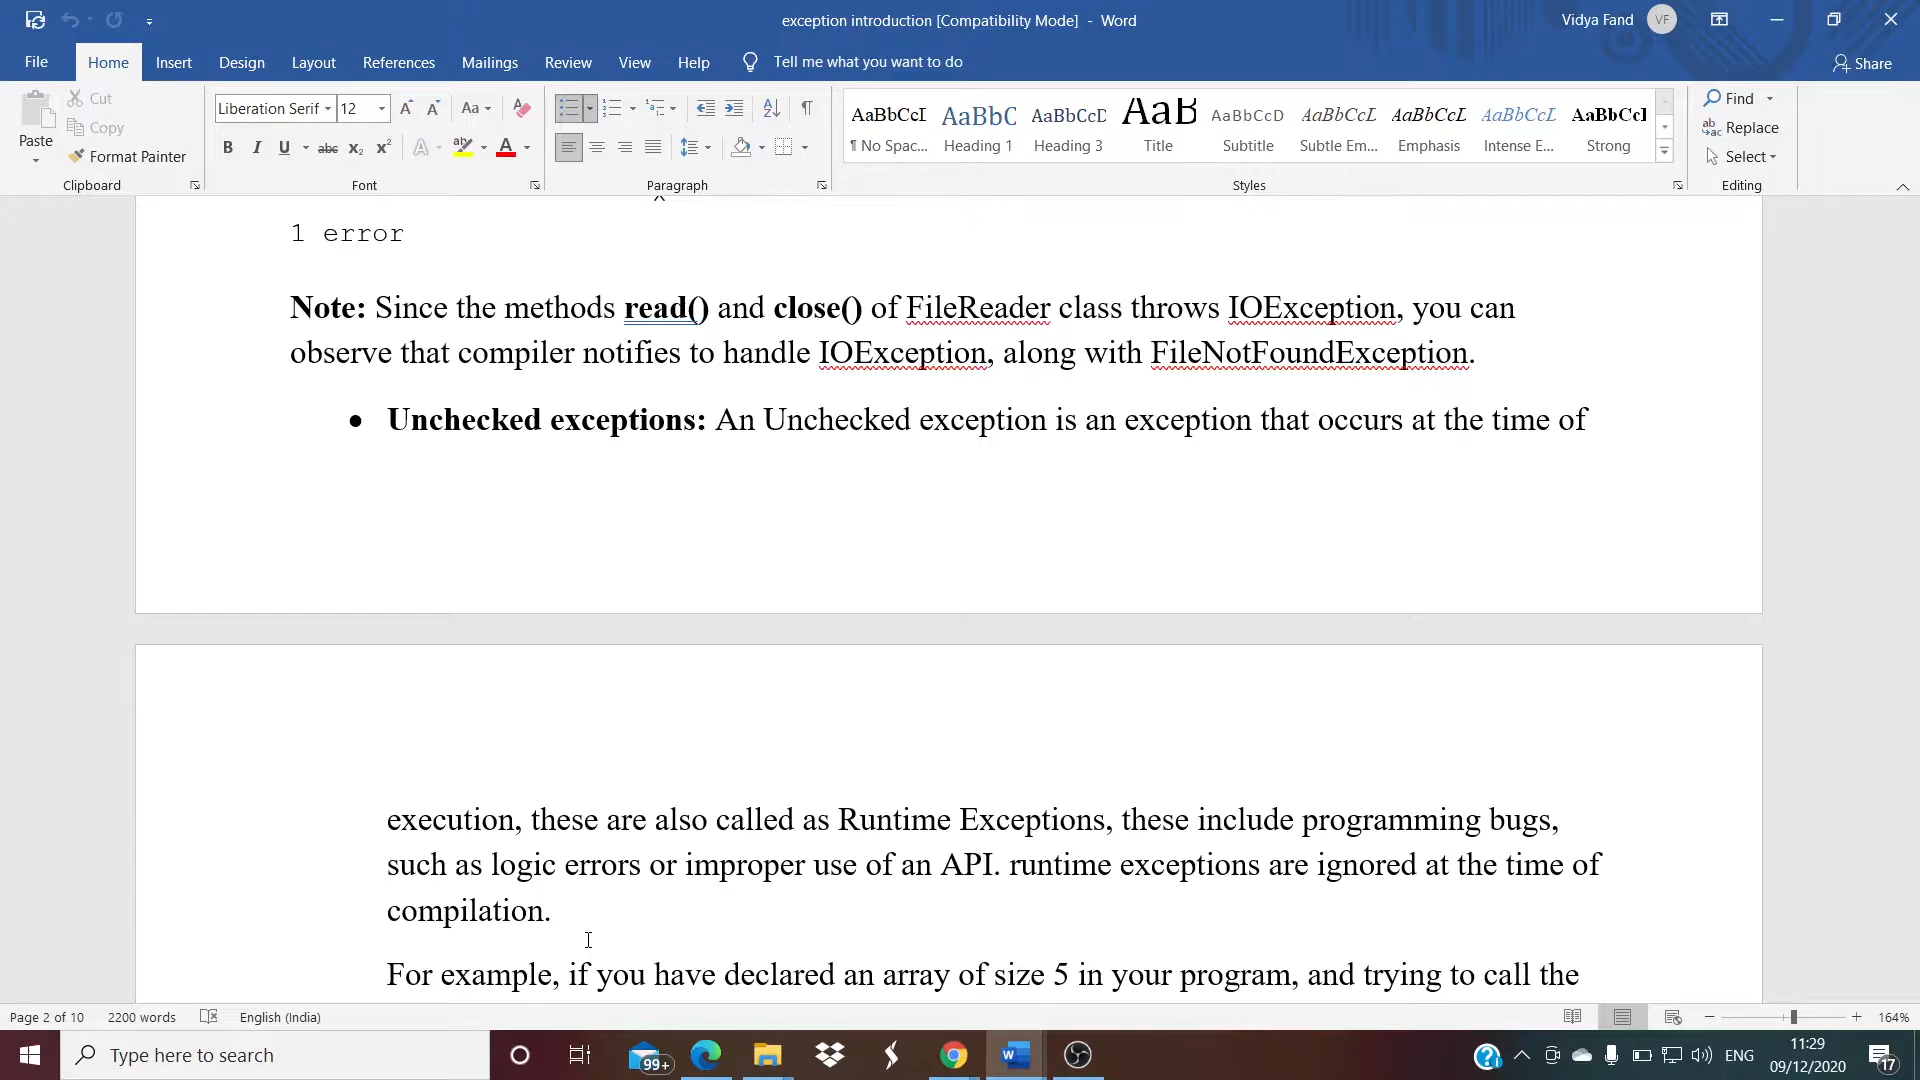 exception introduction [Compatibility Mode] - Word
Vidya Fand VF
File Home Insert Design Layout References Mailings Review View Help Tell me what you want to do Share
Paste Cut Copy Format Painter
Clipboard
Liberation Serif 12
Font
Paragraph
AaBbCcI AaBbC AaBbCcD AaB AaBbCcD AaBbCcL AaBbCcL AaBbCcL AaBbCcI
¶ No Spac... Heading 1 Heading 3 Title Subtitle Subtle Em... Emphasis Intense E... Strong
Styles
Find
Replace
Select
Editing
^
1 error
Note: Since the methods read() and close() of FileReader class throws IOException, you can
observe that compiler notifies to handle IOException, along with FileNotFoundException.
• Unchecked exceptions: An Unchecked exception is an exception that occurs at the time of
execution, these are also called as Runtime Exceptions, these include programming bugs,
such as logic errors or improper use of an API. runtime exceptions are ignored at the time of
compilation.
For example, if you have declared an array of size 5 in your program, and trying to call the
Page 2 of 10 2200 words English (India) 164%
Type here to search 99+ ENG 11:29
09/12/2020 17